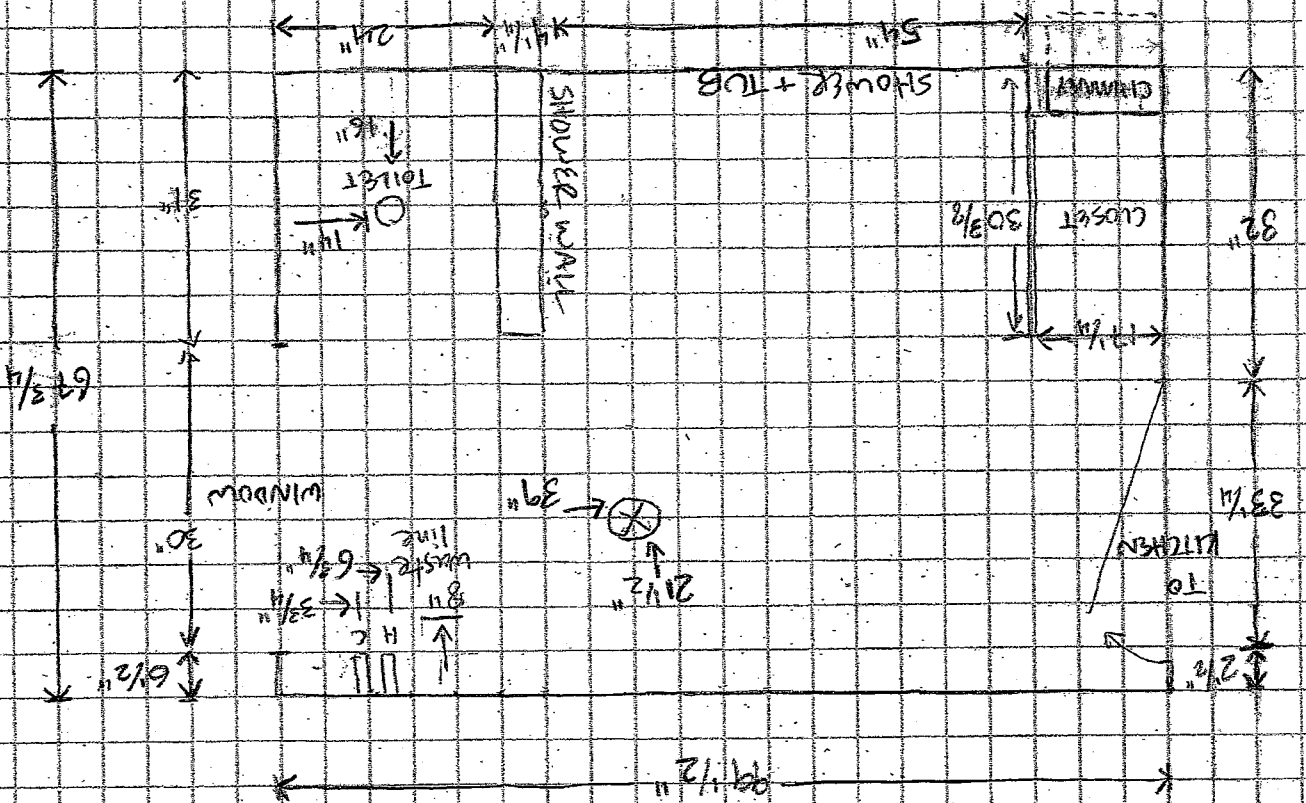 99 1/2"
2 1/2"
6 1/2"
H C
8"
3 3/4"
TO
KITCHEN
21 1/2"
waste
line
6 3/4"
30"
33 1/4
39"
WINDOW
67 3/4
17 1/4
32"
CLOSET
30 3/8
SHOWER WALL
14"
TOILET
31"
16"
CHIMNEY
SHOWER + TUB
54"
4 1/4"
24"